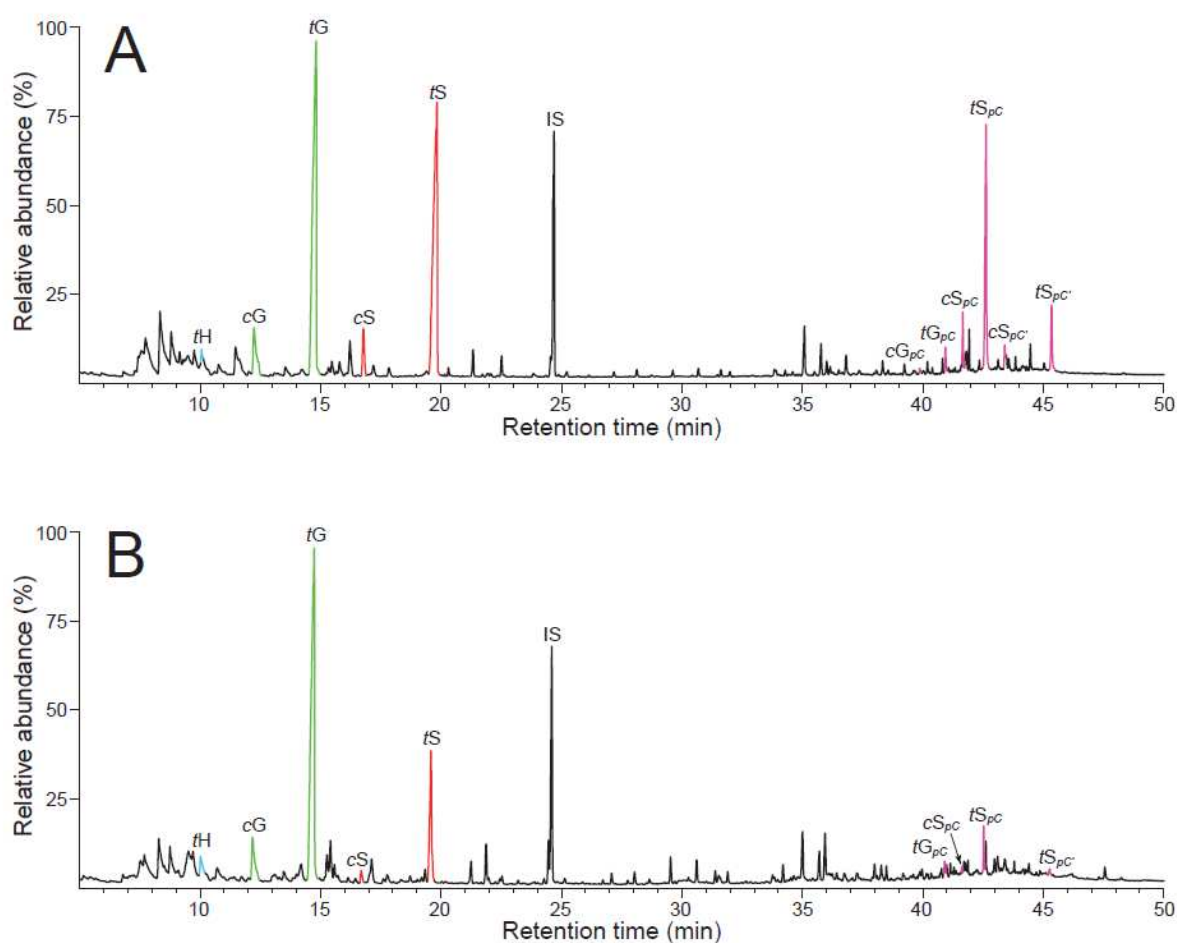 A
Relative abundance (%)
100
75
50
25
tH
cG
tG
cS
tS
IS
cGpC
tGpC
cSpC
tSpC
cSpC'
tSpC'
10 15 20 25 30 35 40 45 50
Retention time (min)
B
Relative abundance (%)
100
75
50
25
tH
cG
tG
cS
tS
IS
tGpC
cSpC
tSpC
tSpC'
10 15 20 25 30 35 40 45 50
Retention time (min)